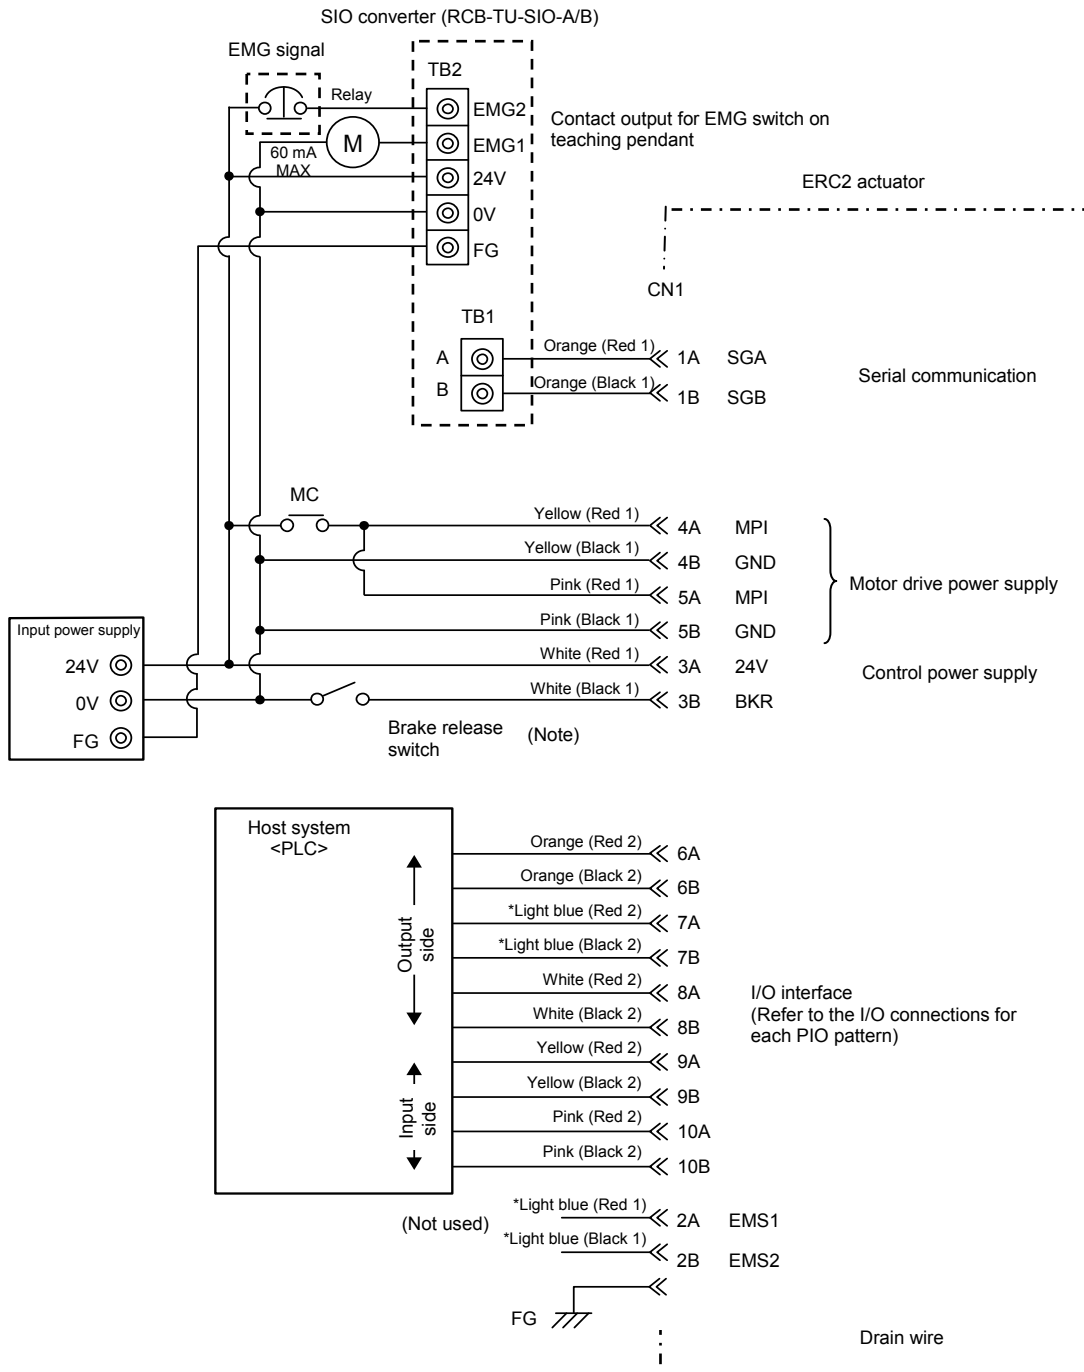 SIO converter (RCB-TU-SIO-A/B)
EMG signal
TB2
Relay
EMG2
Contact output for EMG switch on
teaching pendant
M
EMG1
60 mA
MAX
24V
ERC2 actuator
0V
FG
CN1
TB1
A
Orange (Red 1)
1A
SGA
Serial communication
B
Orange (Black 1)
1B
SGB
MC
Yellow (Red 1)
4A
MPI
Yellow (Black 1)
4B
GND
Motor drive power supply
Pink (Red 1)
5A
MPI
Pink (Black 1)
5B
GND
Input power supply
24V
White (Red 1)
3A
24V
Control power supply
0V
White (Black 1)
3B
BKR
FG
Brake release
switch
(Note)
Host system
<PLC>
Output
side
Input
side
Orange (Red 2)
6A
Orange (Black 2)
6B
*Light blue (Red 2)
7A
*Light blue (Black 2)
7B
White (Red 2)
8A
I/O interface
(Refer to the I/O connections for
each PIO pattern)
White (Black 2)
8B
Yellow (Red 2)
9A
Yellow (Black 2)
9B
Pink (Red 2)
10A
Pink (Black 2)
10B
(Not used)
*Light blue (Red 1)
2A
EMS1
*Light blue (Black 1)
2B
EMS2
FG
Drain wire